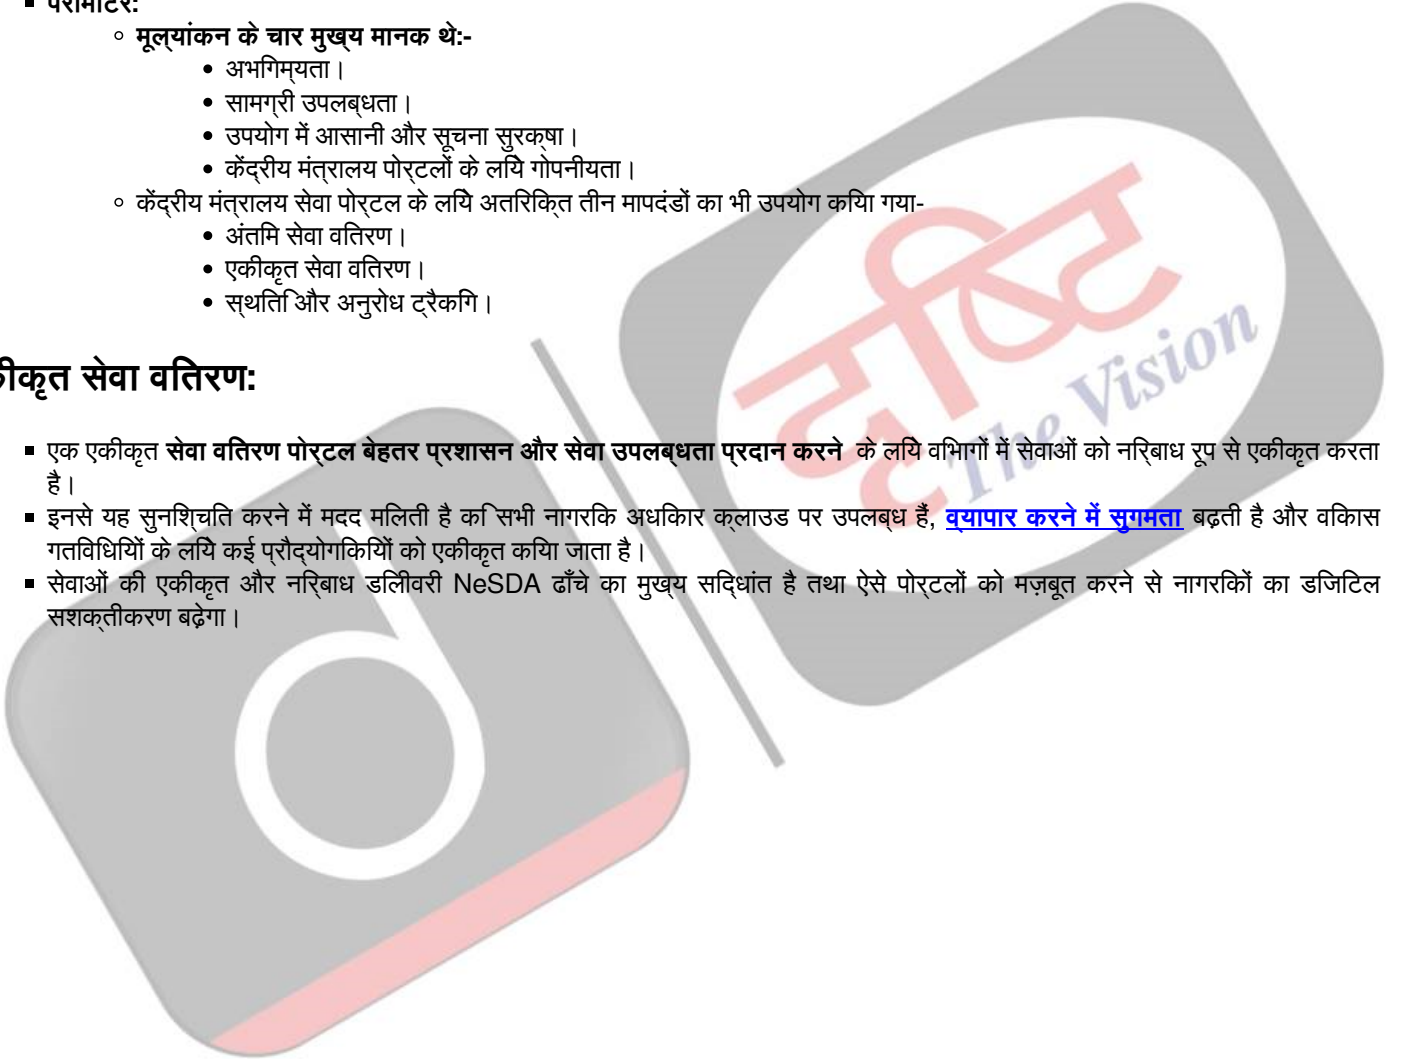 परामीटर:
मूल्यांकन के चार मुख्य मानक थे:-
अभिगम्यता।
सामग्री उपलब्धता।
उपयोग में आसानी और सूचना सुरक्षा।
केंद्रीय मंत्रालय पोर्टलों के लिये गोपनीयता।
केंद्रीय मंत्रालय सेवा पोर्टल के लिये अतिरिक्त तीन मापदंडों का भी उपयोग किया गया-
अंतिम सेवा वितरण।
एकीकृत सेवा वितरण।
स्थिति और अनुरोध ट्रैकिंग।
दृष्टि
The Vision
कीकृत सेवा वितरण:
एक एकीकृत सेवा वितरण पोर्टल बेहतर प्रशासन और सेवा उपलब्धता प्रदान करने के लिये विभागों में सेवाओं को निर्बाध रूप से एकीकृत करता
है।
इनसे यह सुनिश्चित करने में मदद मिलती है कि सभी नागरिक अधिकार क्लाउड पर उपलब्ध हैं, व्यापार करने में सुगमता बढ़ती है और विकास
गतिविधियों के लिये कई प्रौद्योगिकियों को एकीकृत किया जाता है।
सेवाओं की एकीकृत और निर्बाध डिलीवरी NeSDA ढाँचे का मुख्य सिद्धांत है तथा ऐसे पोर्टलों को मज़बूत करने से नागरिकों का डिजिटल
सशक्तीकरण बढ़ेगा।
d